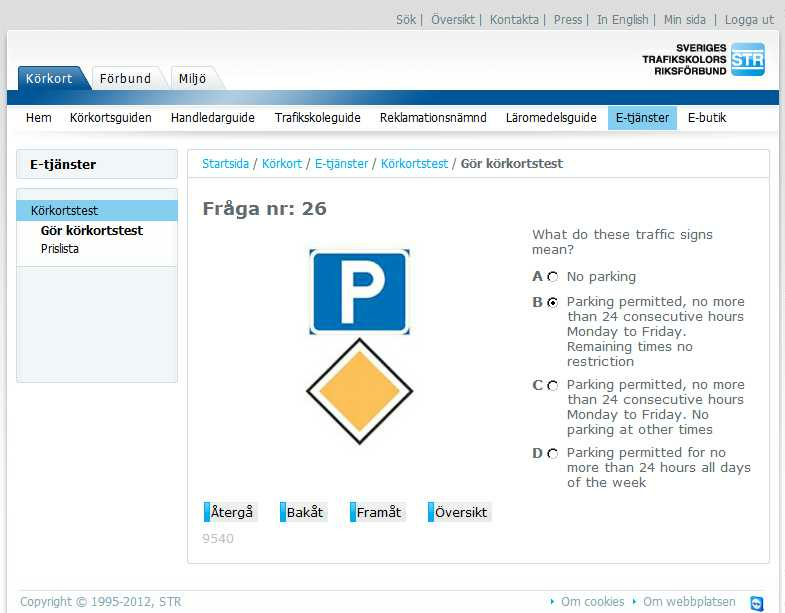 Sök | Översikt | Kontakta | Press | In English | Min sida | Logga ut
SVERIGES
TRAFIKSKOLORS
RIKSFÖRBUND
STR
Körkort Förbund Miljö
Hem Körkortsguiden Handledarguide Trafikskoleguide Reklamationsnämnd Läromedelsguide E-tjänster E-butik
E-tjänster
Körkortstest
Gör körkortstest
Prislista
Startsida / Körkort / E-tjänster / Körkortstest / Gör körkortstest
Fråga nr: 26
P
What do these traffic signs
mean?
A No parking
B Parking permitted, no more
than 24 consecutive hours
Monday to Friday.
Remaining times no
restriction
C Parking permitted, no more
than 24 consecutive hours
Monday to Friday. No
parking at other times
D Parking permitted for no
more than 24 hours all days
of the week
Återgå Bakåt Framåt Översikt
9540
Copyright © 1995-2012, STR
Om cookies Om webbplatsen